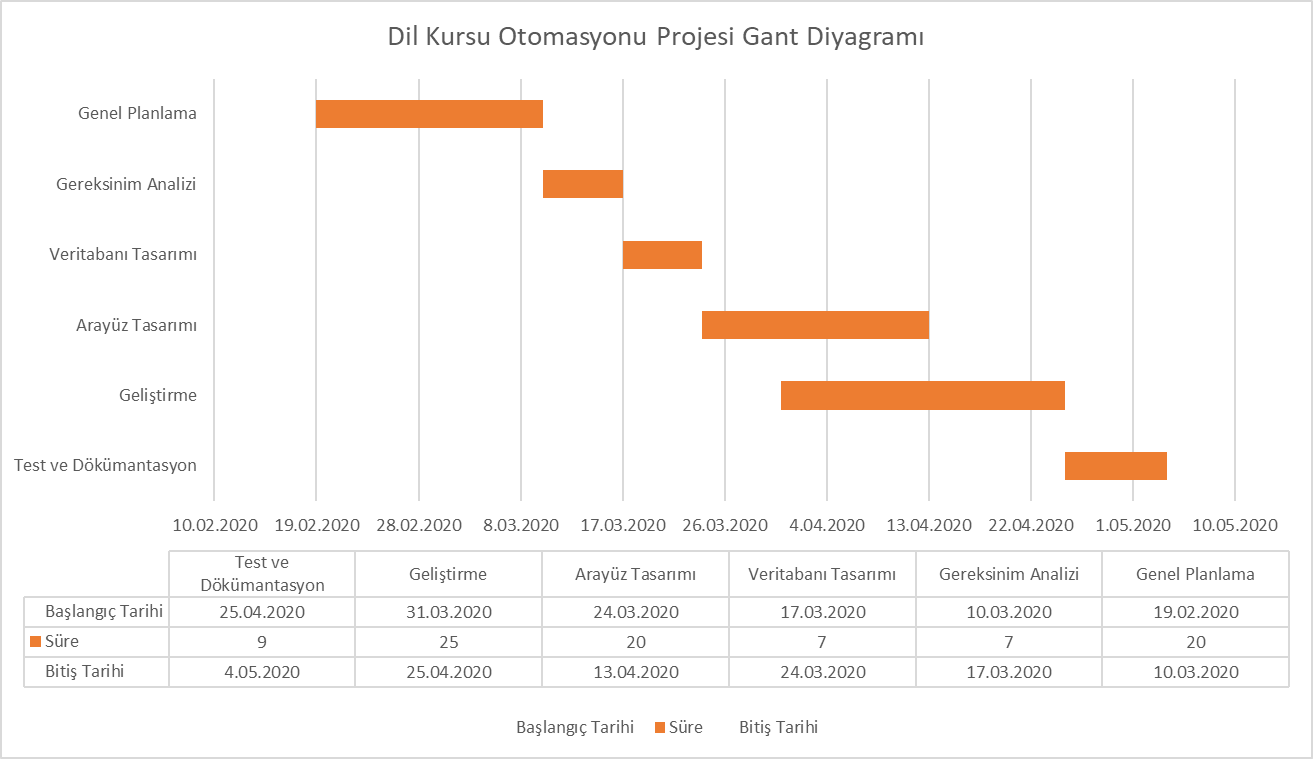 Dil Kursu Otomasyonu Projesi Gant Diyagramı
Genel Planlama
Gereksinim Analizi
Veritabanı Tasarımı
Arayüz Tasarımı
Geliştirme
Test ve Dökümantasyon
10.02.2020 19.02.2020 28.02.2020 8.03.2020 17.03.2020 26.03.2020 4.04.2020 13.04.2020 22.04.2020 1.05.2020 10.05.2020
Test ve Dökümantasyon Geliştirme Arayüz Tasarımı Veritabanı Tasarımı Gereksinim Analizi Genel Planlama
Başlangıç Tarihi 25.04.2020 31.03.2020 24.03.2020 17.03.2020 10.03.2020 19.02.2020
Süre 9 25 20 7 7 20
Bitiş Tarihi 4.05.2020 25.04.2020 13.04.2020 24.03.2020 17.03.2020 10.03.2020
Başlangıç Tarihi Süre Bitiş Tarihi